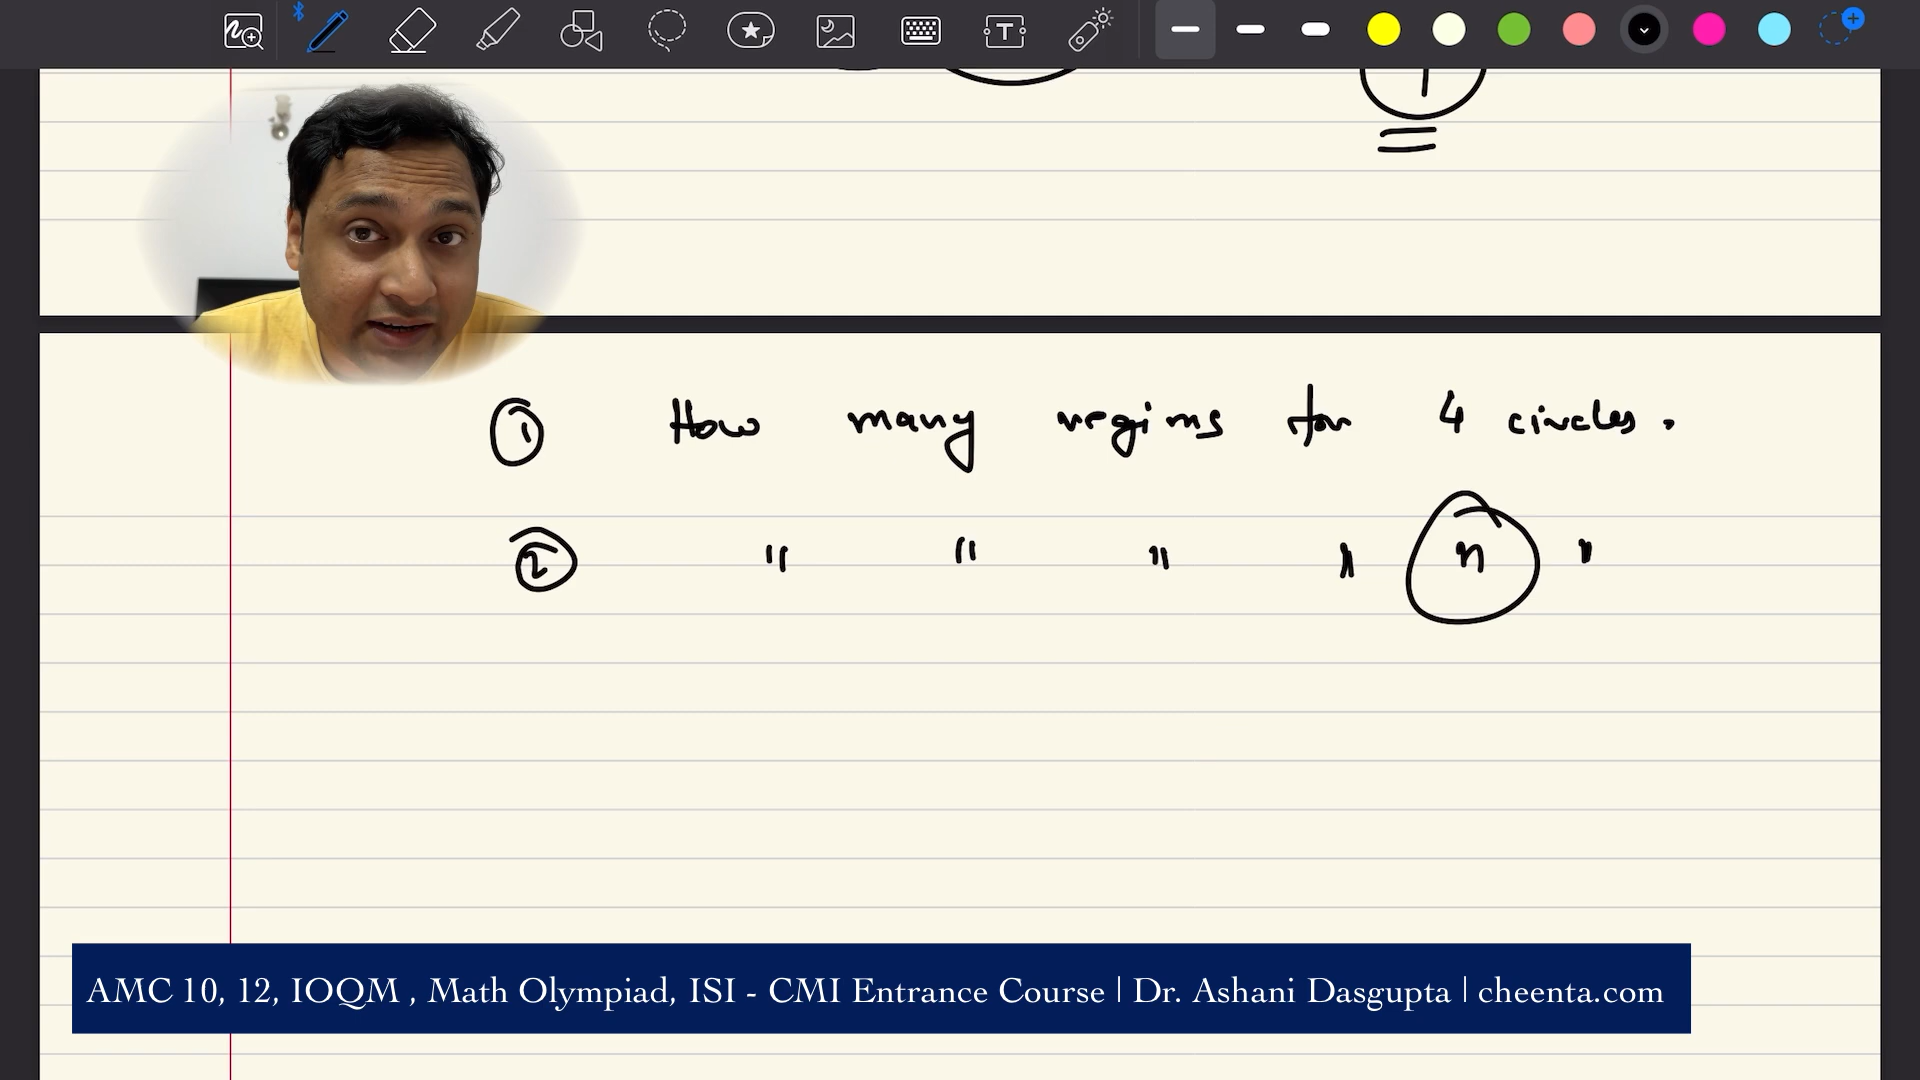 ① How many regions for 4 circles.
② " " " " n "
AMC 10, 12, IOQM , Math Olympiad, ISI - CMI Entrance Course | Dr. Ashani Dasgupta | cheenta.com